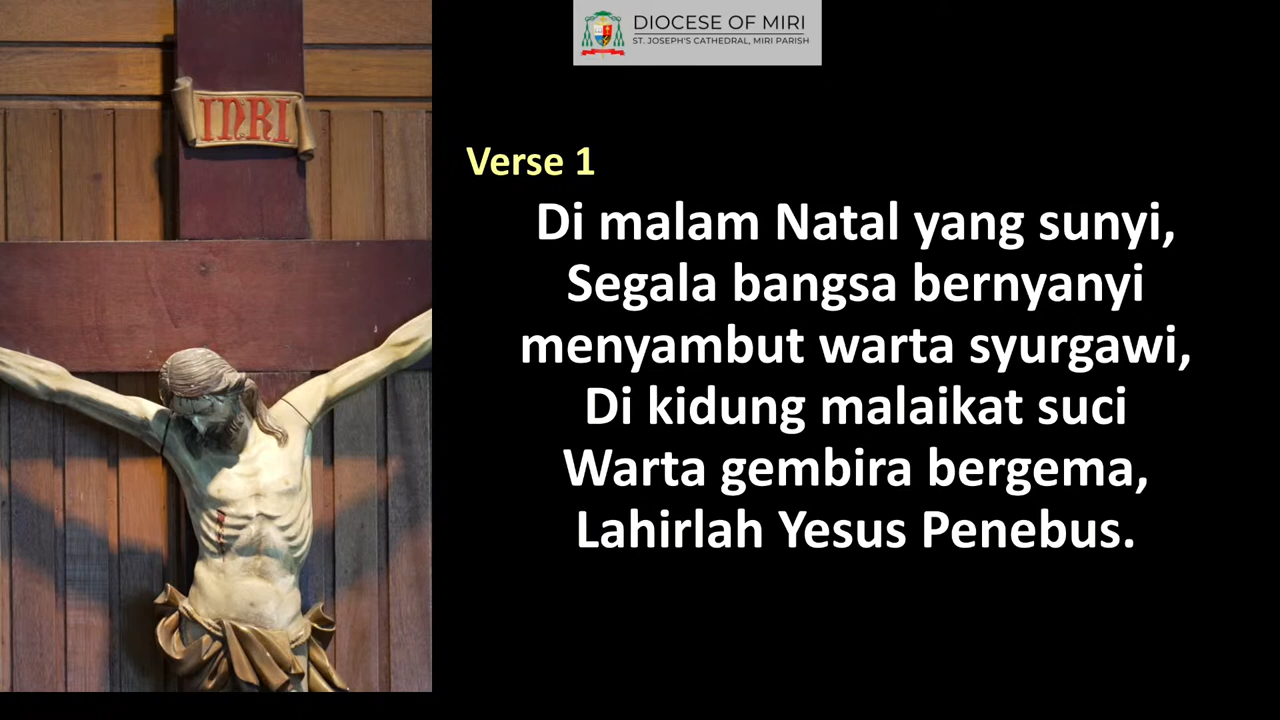 DIOCESE OF MIRI
ST. JOSEPH'S CATHEDRAL, MIRI PARISH
INRI
Verse 1
Di malam Natal yang sunyi,
Segala bangsa bernyanyi
menyambut warta syurgawi,
Di kidung malaikat suci
Warta gembira bergema,
Lahirlah Yesus Penebus.